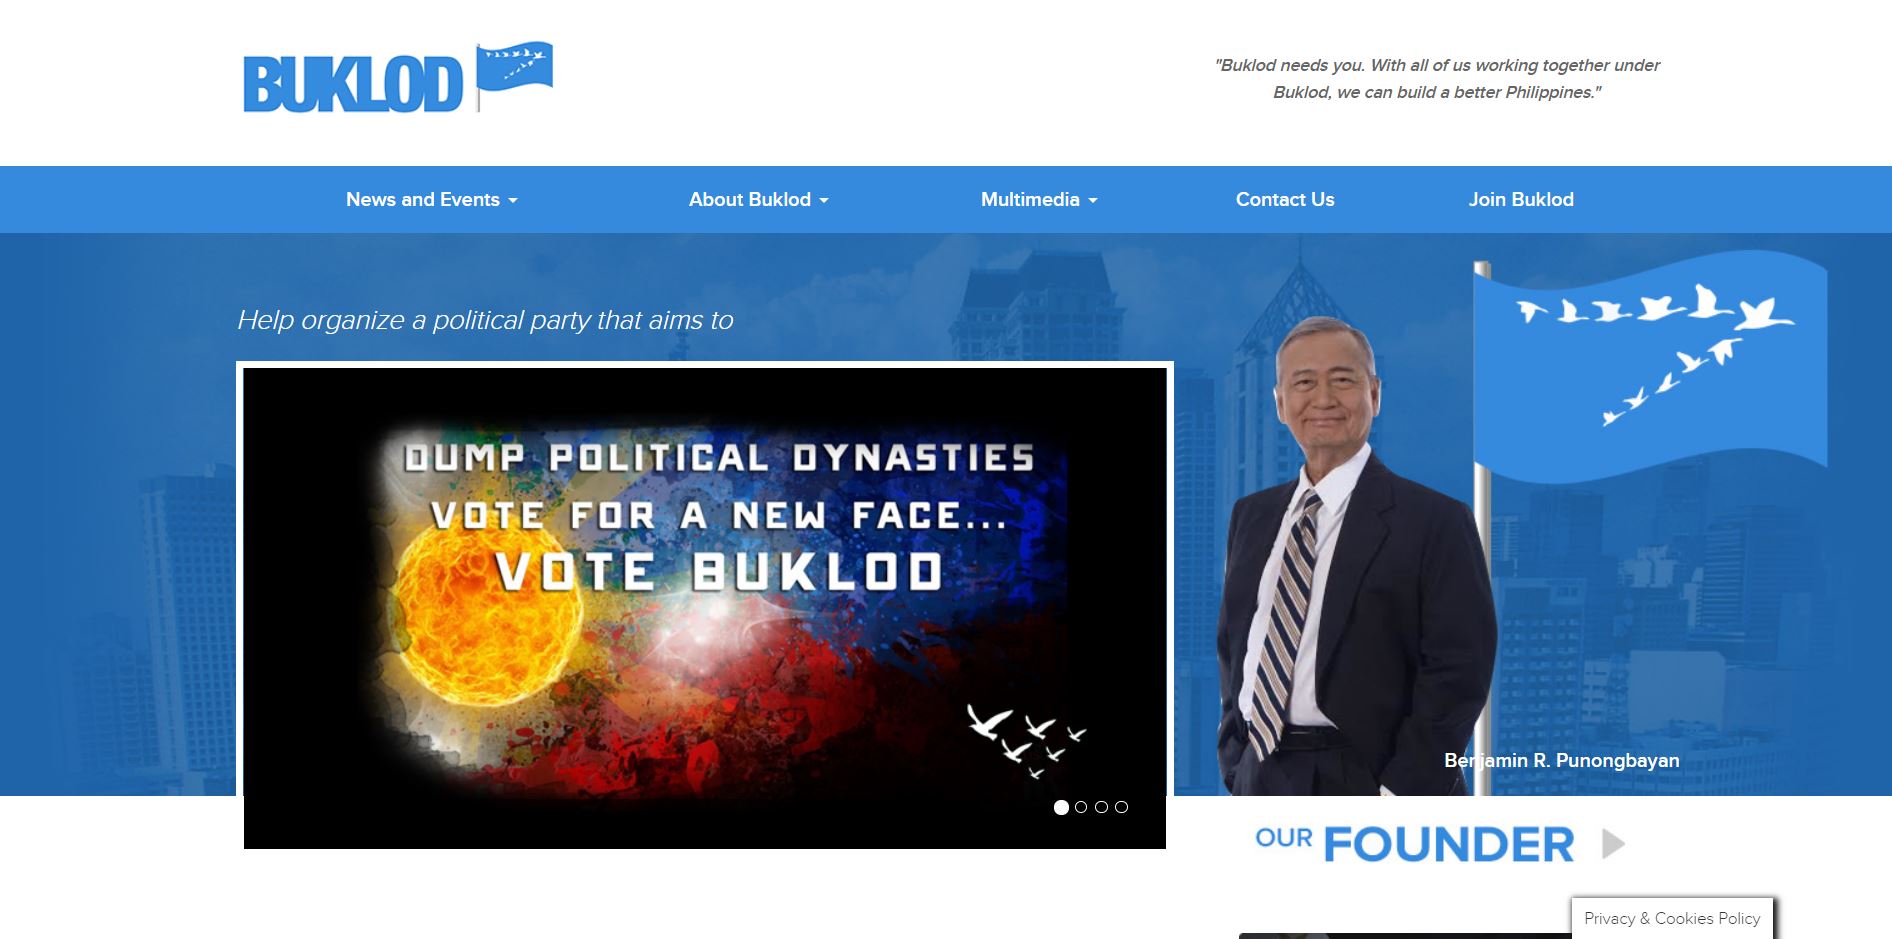 BUKLOD
"Buklod needs you. With all of us working together under
Buklod, we can build a better Philippines."
News and Events
About Buklod
Multimedia
Contact Us
Join Buklod
Help organize a political party that aims to
DUMP POLITICAL DYNASTIES
VOTE FOR A NEW FACE...
VOTE BUKLOD
Benjamin R. Punongbayan
OUR FOUNDER
Privacy & Cookies Policy